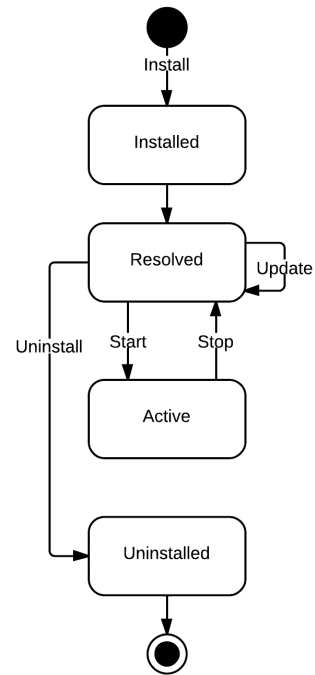 Install
Installed
Resolved
Update
Start
Stop
Uninstall
Active
Uninstalled